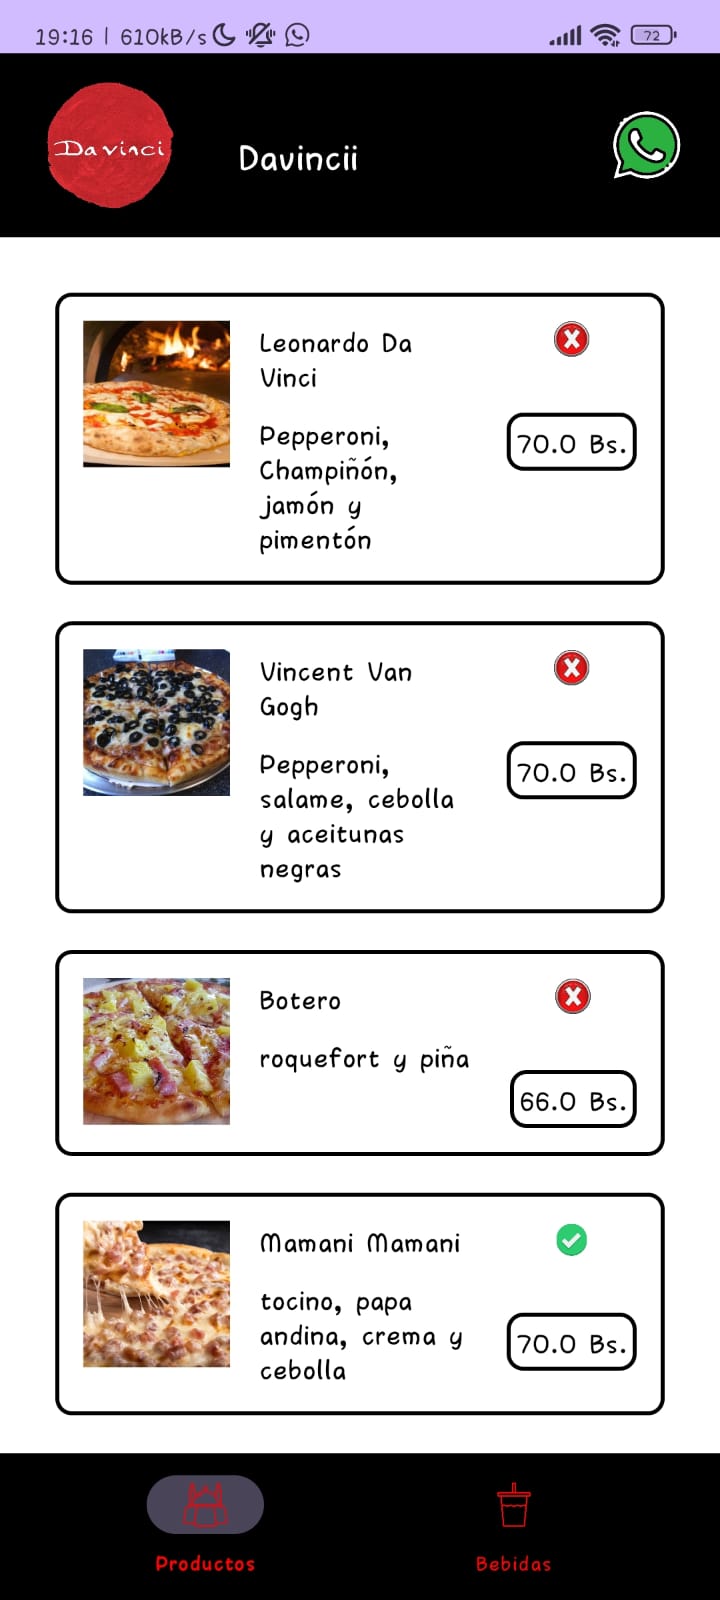 19:16 | 610kB/s
72
Da vinci
Davincii
Leonardo Da
Vinci
Pepperoni,
Champiñón,
jamón y
pimentón
70.0 Bs.
Vincent Van
Gogh
Pepperoni,
salame, cebolla
y aceitunas
negras
70.0 Bs.
Botero
roquefort y piña
66.0 Bs.
Mamani Mamani
tocino, papa
andina, crema y
cebolla
70.0 Bs.
Productos
Bebidas